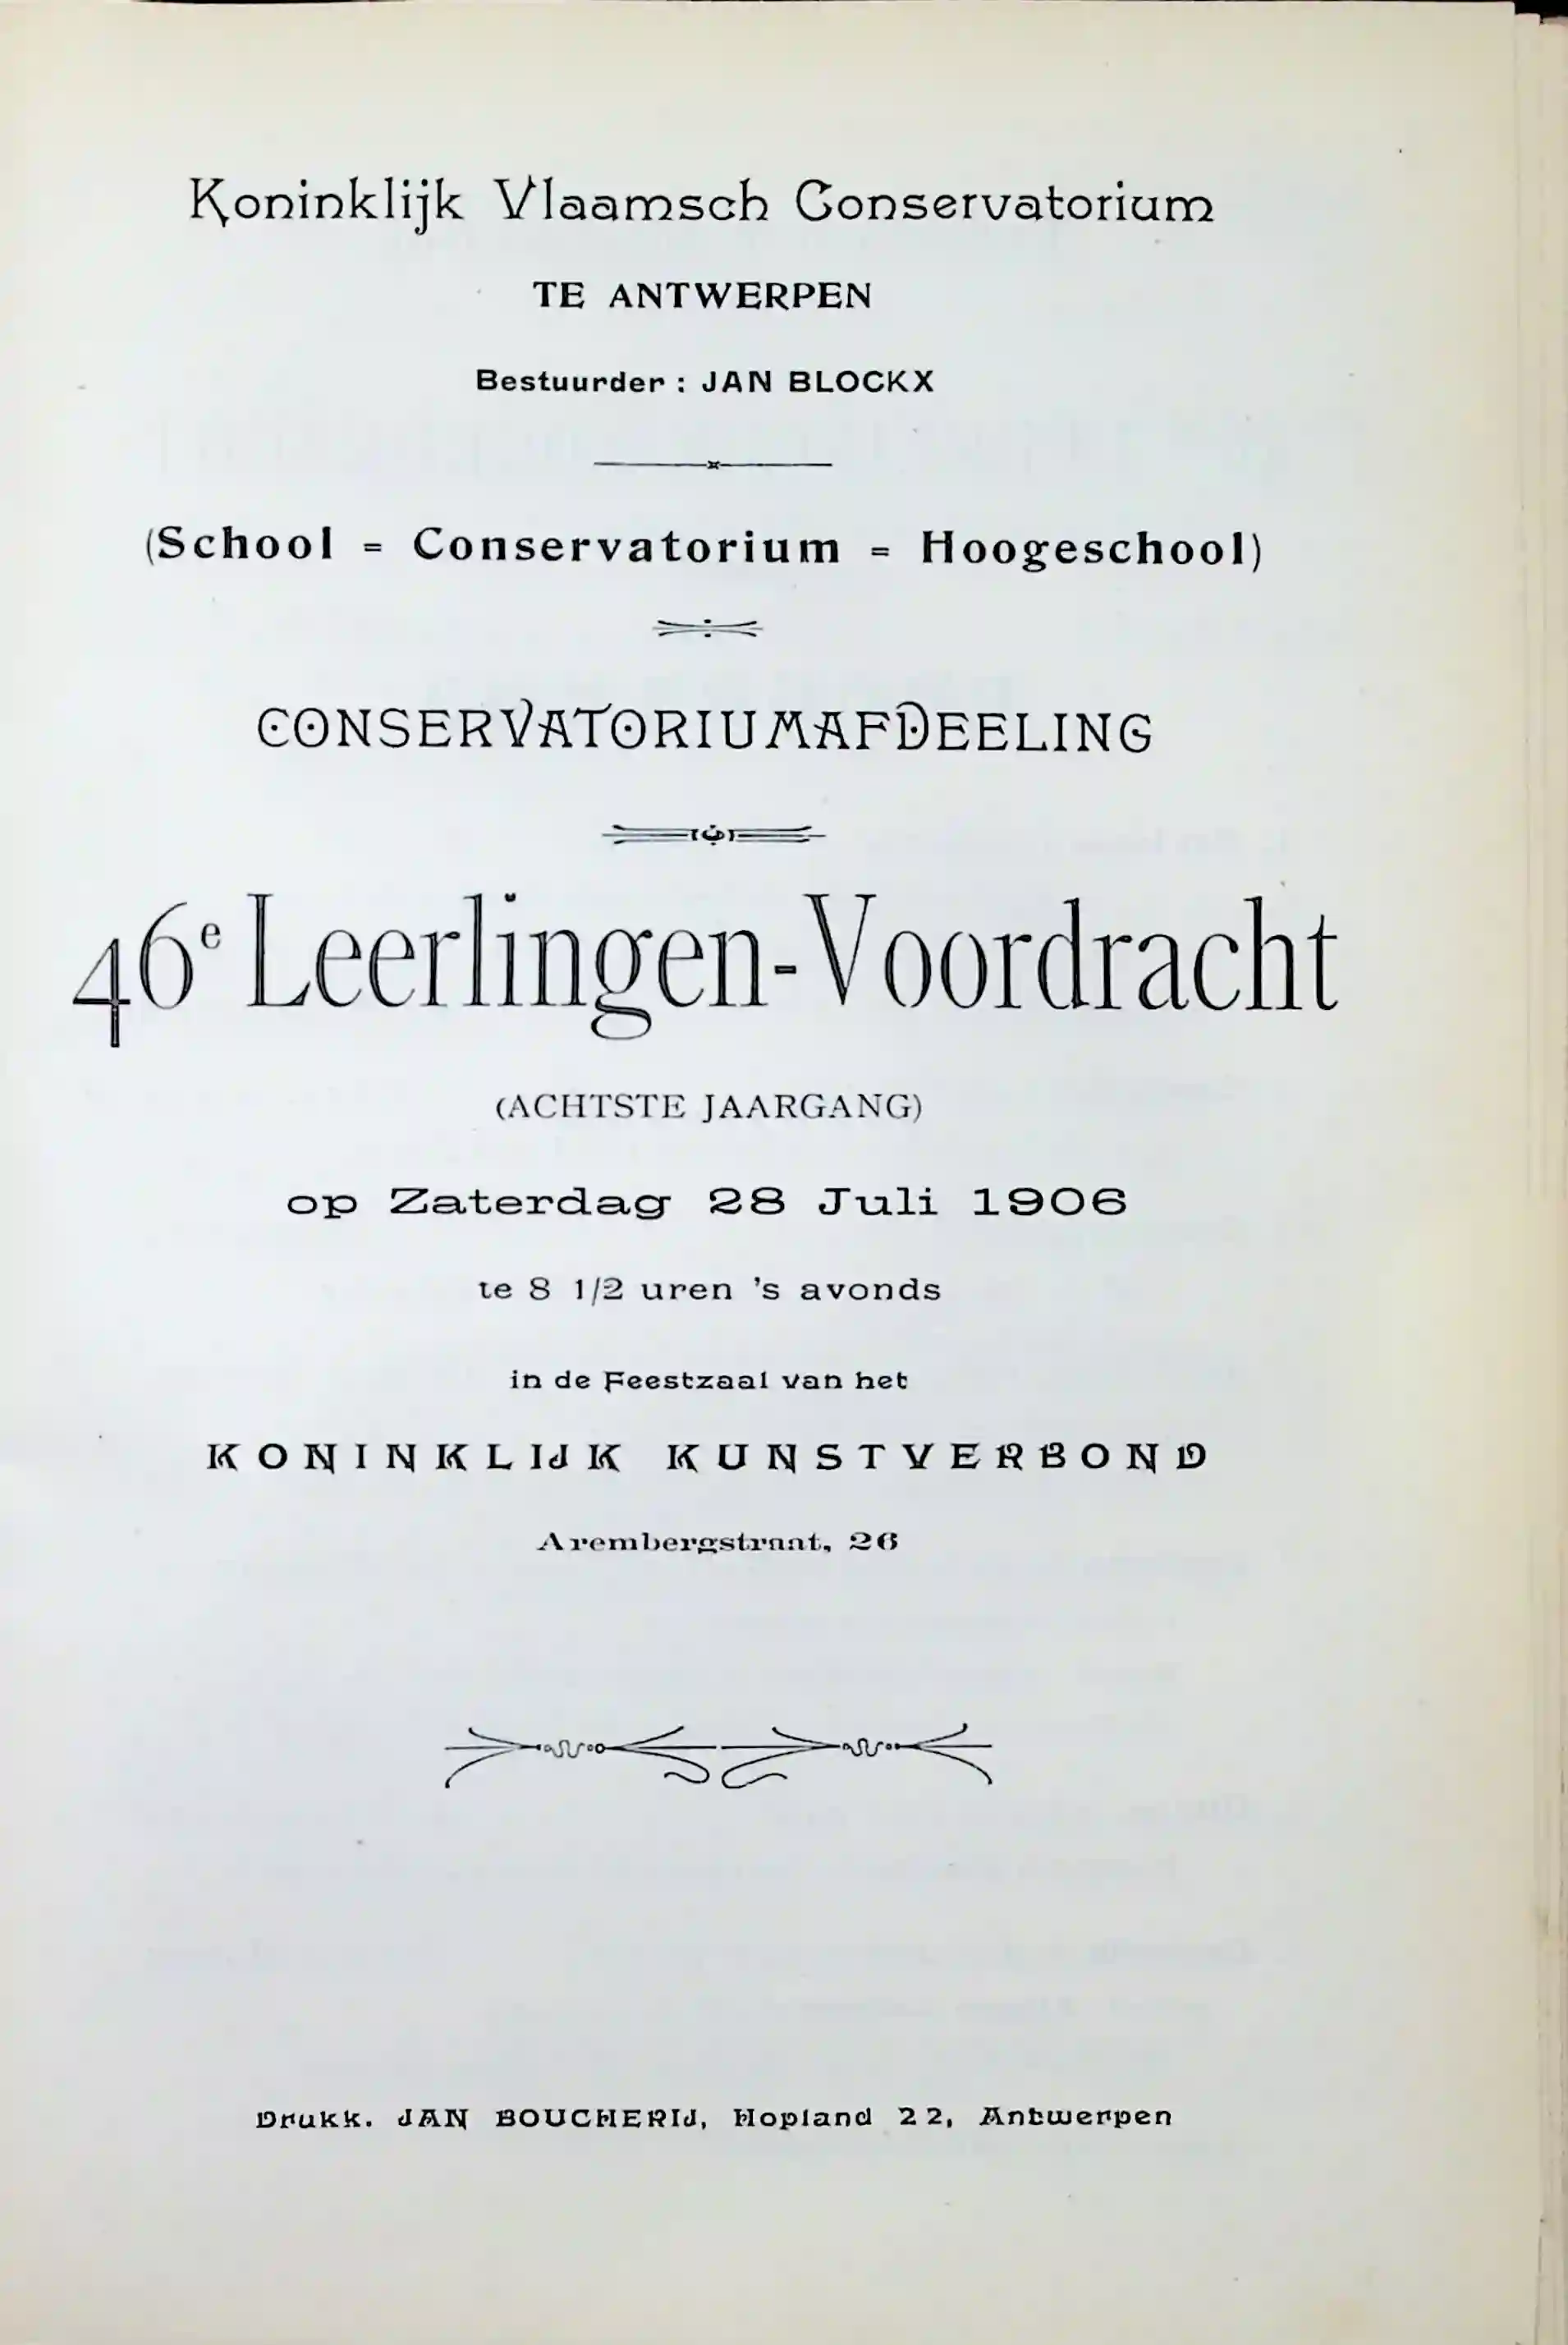 Koninklijk Vlaamsch Conservatorium
TE ANTWERPEN
Bestuurder : JAN BLOCKX
(School = Conservatorium = Hoogeschool)
CONSERVATORIUMAFDEELING
46e Leerlingen-Voordracht
(ACHTSTE JAARGANG)
op Zaterdag 28 Juli 1906
te 8 1/2 uren 's avonds
in de Feestzaal van het
KONINKLIJK KUNSTVERBOND
Arembergstraat, 26
Drukk. JAN BOUCHERIJ, Hopland 22, Antwerpen